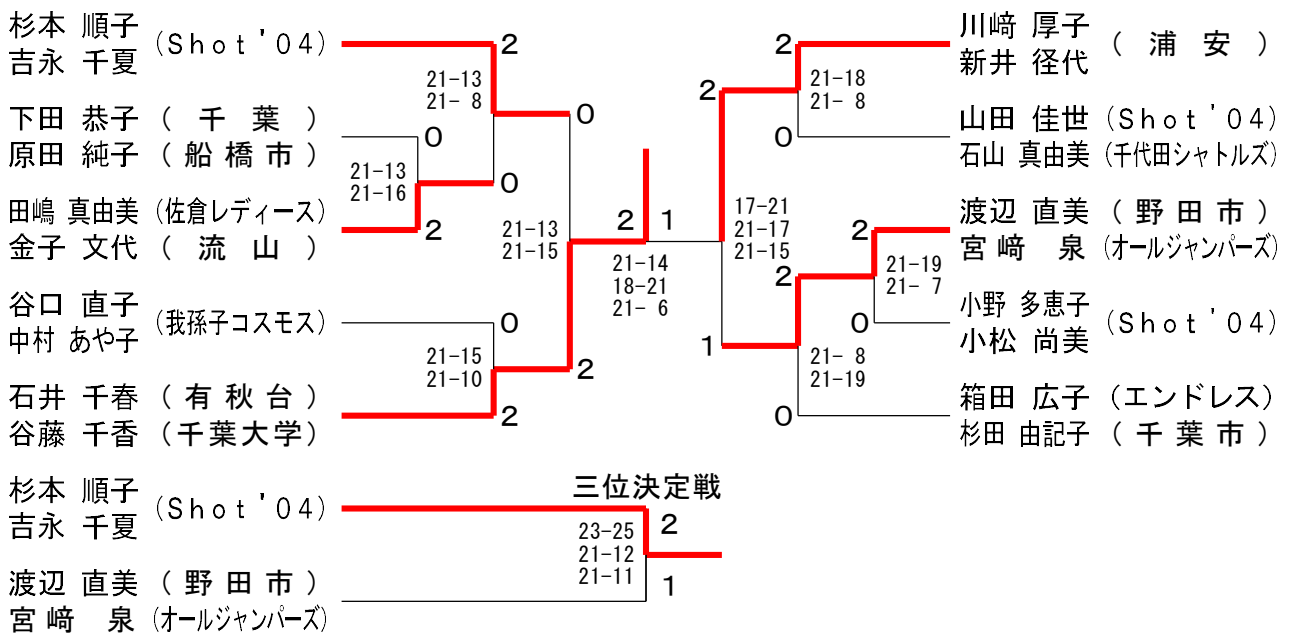 杉本 順子
吉永 千夏
(Shot'04)
2
21-13
21- 8
下田 恭子 ( 千 葉 )
原田 純子 ( 船 橋 市 )
0
21-13
21-16
0
田嶋 真由美 (佐倉レディース)
金子 文代 ( 流 山 )
2
0
21-13
21-15
谷口 直子
中村 あや子
(我孫子コスモス)
0
21-15
21-10
2
石井 千春 ( 有 秋 台 )
谷藤 千香 (千葉大学)
2
2 1
21-14
18-21
21- 6
川﨑 厚子
新井 径代
( 浦 安 )
2
21-18
21- 8
2
山田 佳世 (Shot'04)
石山 真由美 (千代田シャトルズ)
0
17-21
21-17
21-15
渡辺 直美 ( 野 田 市 )
宮﨑 泉 (オールジャンパーズ)
2
21-19
21- 7
2
小野 多恵子
小松 尚美
(Shot'04)
0
1
21- 8
21-19
箱田 広子 (エンドレス)
杉田 由記子 ( 千 葉 市 )
0
三位決定戦
杉本 順子
吉永 千夏
(Shot'04)
2
23-25
21-12
21-11
渡辺 直美 ( 野 田 市 )
宮﨑 泉 (オールジャンパーズ)
1